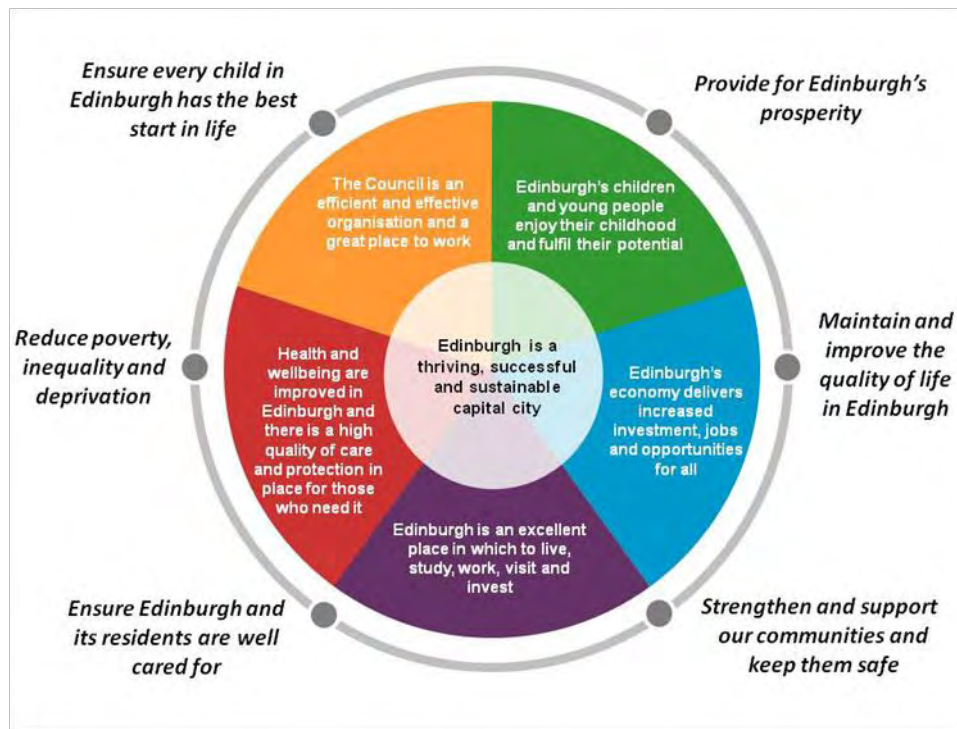 Ensure every child in
Edinburgh has the best
start in life
Provide for Edinburgh's
prosperity
The Council is an
efficient and effective
organisation and a
great place to work
Edinburgh's children
and young people
enjoy their childhood
and fulfil their potential
Reduce poverty,
inequality and
deprivation
Health and
wellbeing are
improved in
Edinburgh and
there is a high
quality of care
and protection in
place for those
who need it
Edinburgh is a
thriving, successful
and sustainable
capital city
Edinburgh's
economy delivers
increased
investment, jobs
and opportunities
for all
Maintain and
improve the
quality of life
in Edinburgh
Edinburgh is an excellent
place in which to live,
study, work, visit and
invest
Ensure Edinburgh and
its residents are well
cared for
Strengthen and support
our communities and
keep them safe